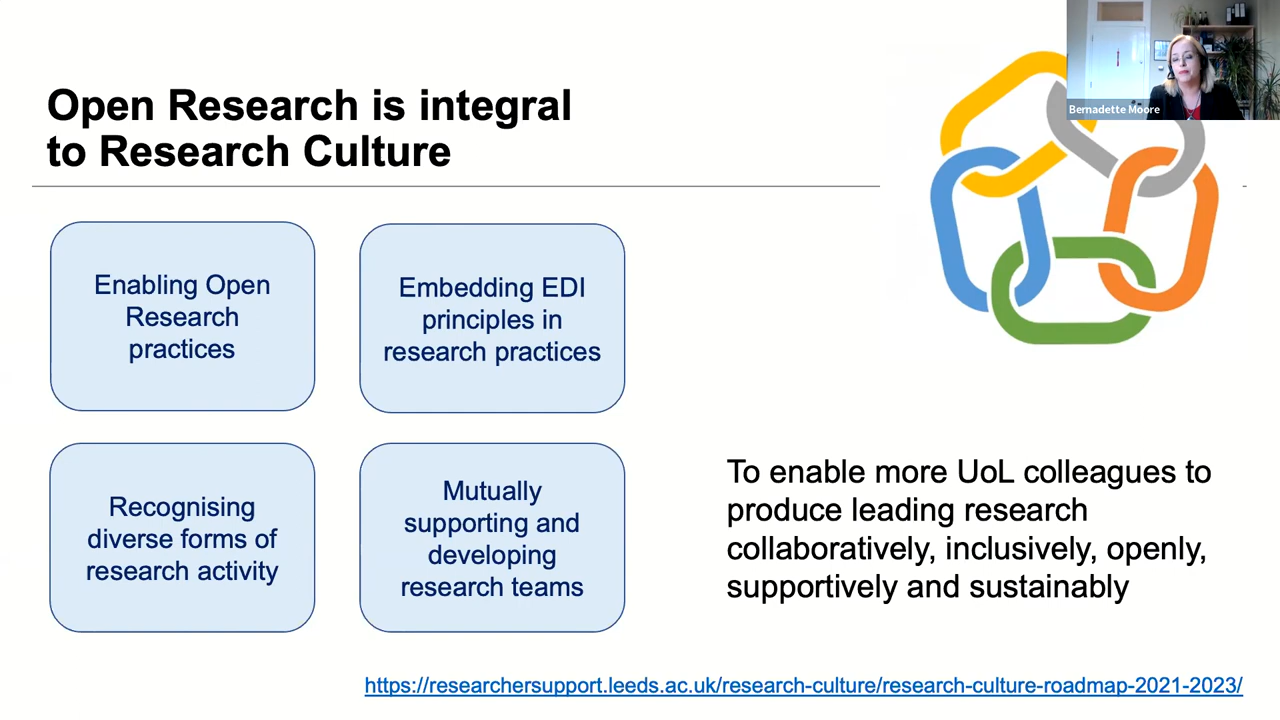 Bernadette Moore
Open Research is integral
to Research Culture
Enabling Open
Research
practices
Embedding EDI
principles in
research practices
Recognising
diverse forms of
research activity
Mutually
supporting and
developing
research teams
To enable more UoL colleagues to
produce leading research
collaboratively, inclusively, openly,
supportively and sustainably
https://researchersupport.leeds.ac.uk/research-culture/research-culture-roadmap-2021-2023/